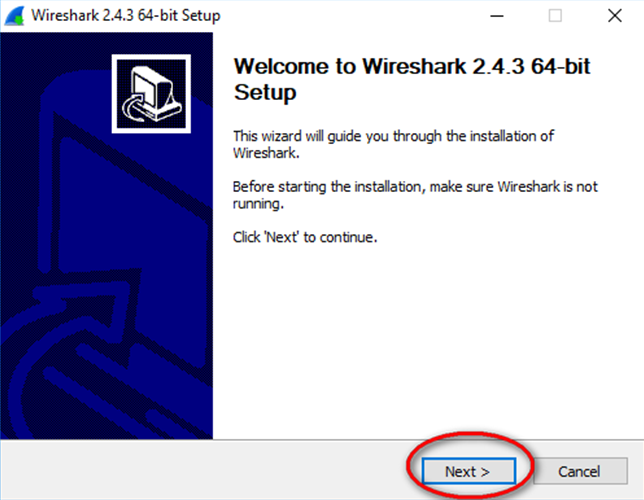 Wireshark 2.4.3 64-bit Setup
Welcome to Wireshark 2.4.3 64-bit
Setup
This wizard will guide you through the installation of
Wireshark.
Before starting the installation, make sure Wireshark is not
running.
Click 'Next' to continue.
Next >
Cancel